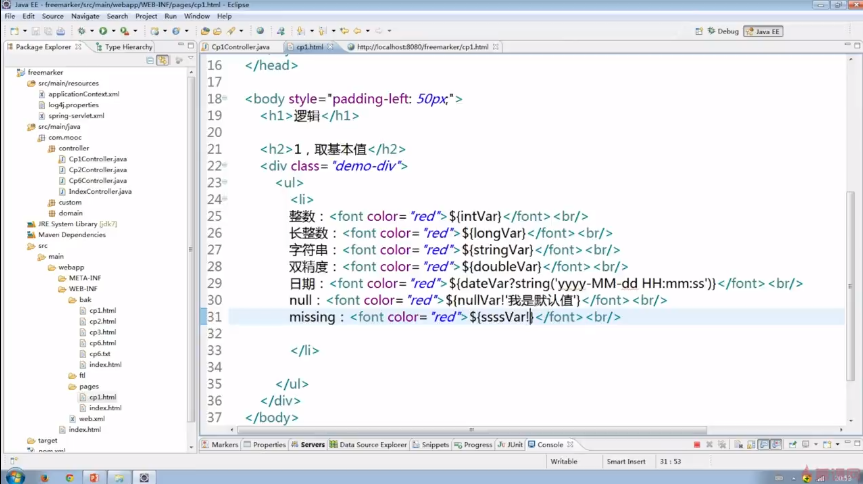 Java EE - freemarker/src/main/webapp/WEB-INF/pages/cp1.html - Eclipse
File Edit Source Navigate Search Project Run Window Help
Debug Java EE
Package Explorer Type Hierarchy
Cp1Controller.java cp1.html http://localhost:8080/freemarker/cp1.html
freemarker
src/main/resources
applicationContext.xml
log4j.properties
spring-servlet.xml
src/main/java
com.mooc
controller
Cp1Controller.java
Cp2Controller.java
Cp6Controller.java
IndexController.java
custom
domain
JRE System Library [jdk7]
Maven Dependencies
src
main
webapp
META-INF
WEB-INF
bak
cp1.html
cp2.html
cp3.html
cp6.html
cp6.txt
index.html
ftl
pages
cp1.html
index.html
web.xml
index.html
target
pom.xml
16 </head>
17
18 <body style="padding-left: 50px;">
19 <h1>逻辑</h1>
20
21 <h2>1，取基本值</h2>
22 <div class="demo-div">
23 <ul>
24 <li>
25 整数：<font color="red">${intVar}</font><br/>
26 长整数：<font color="red">${longVar}</font><br/>
27 字符串：<font color="red">${stringVar}</font><br/>
28 双精度：<font color="red">${doubleVar}</font><br/>
29 日期：<font color="red">${dateVar?string('yyyy-MM-dd HH:mm:ss')}</font><br/>
30 null：<font color="red">${nullVar!'我是默认值'}</font><br/>
31 missing：<font color="red">${ssssVar!}</font><br/>
32
33 </li>
34
35 </ul>
36 </div>
37 </body>
Markers Properties Servers Data Source Explorer Snippets Progress JUnit Console
Writable Smart Insert 31 : 53